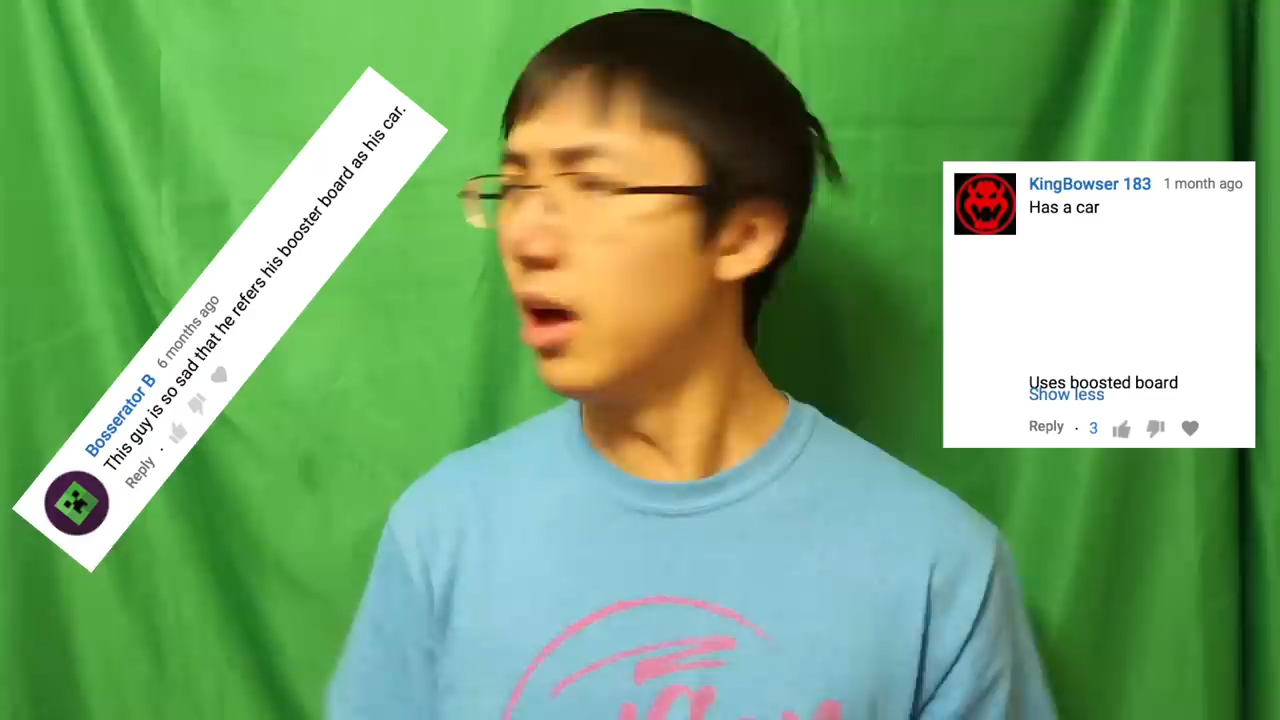 Bosserator B 6 months ago
This guy is so sad that he refers his booster board as his car.
Reply ·
KingBowser 183 1 month ago
Has a car
Uses boosted board
Show less
Reply · 3